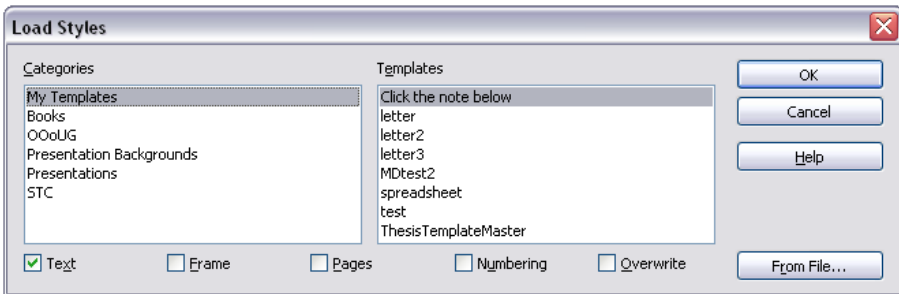 Load Styles
Categories
My Templates
Books
OOoUG
Presentation Backgrounds
Presentations
STC
Templates
Click the note below
letter
letter2
letter3
MDtest2
spreadsheet
test
ThesisTemplateMaster
OK
Cancel
Help
Text
Frame
Pages
Numbering
Overwrite
From File...